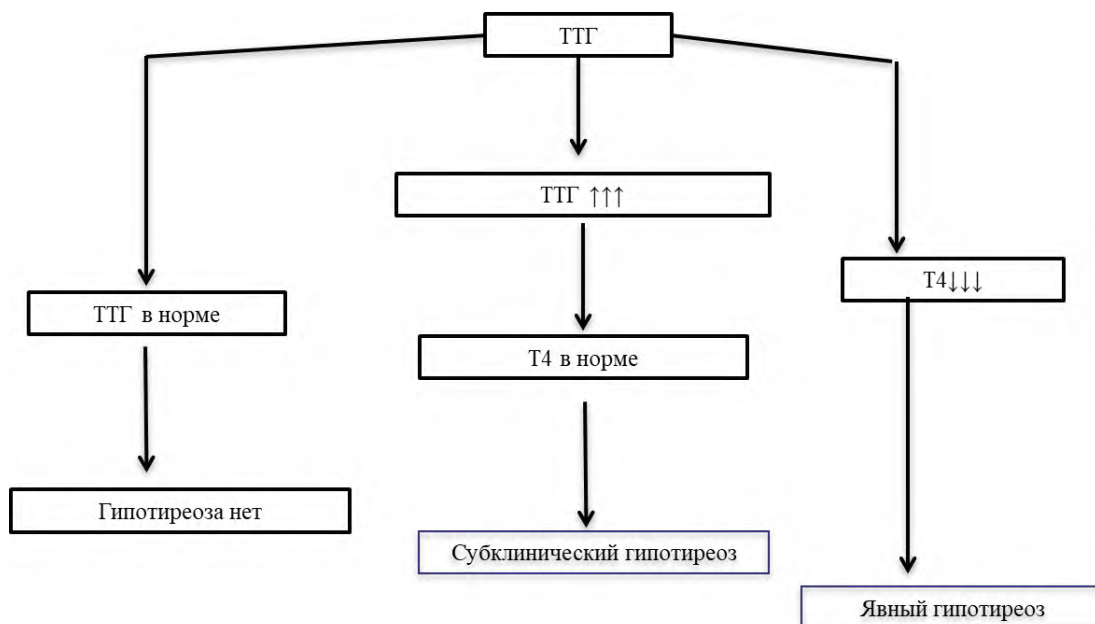 ТТГ
ТТГ ↑↑↑
Т4↓↓↓
ТТГ в норме
Т4 в норме
Гипотиреоза нет
Субклинический гипотиреоз
Явный гипотиреоз